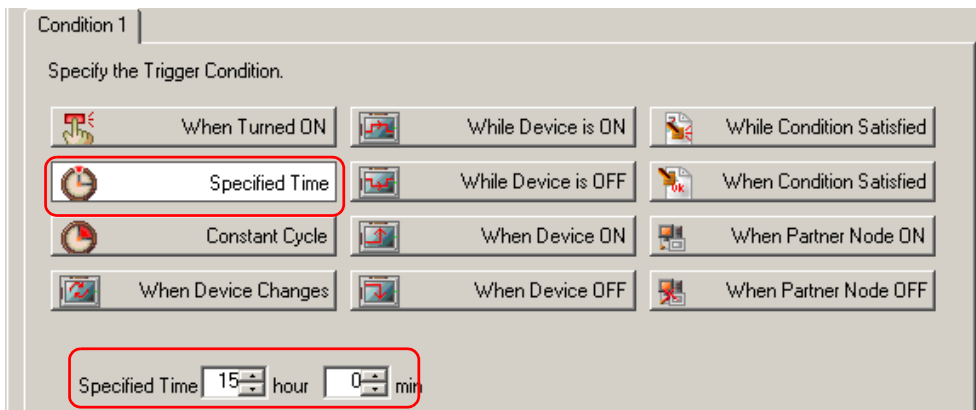 Condition 1
Specify the Trigger Condition.
When Turned ON While Device is ON While Condition Satisfied
Specified Time While Device is OFF When Condition Satisfied
Constant Cycle When Device ON When Partner Node ON
When Device Changes When Device OFF When Partner Node OFF
Specified Time 15 hour 0 min